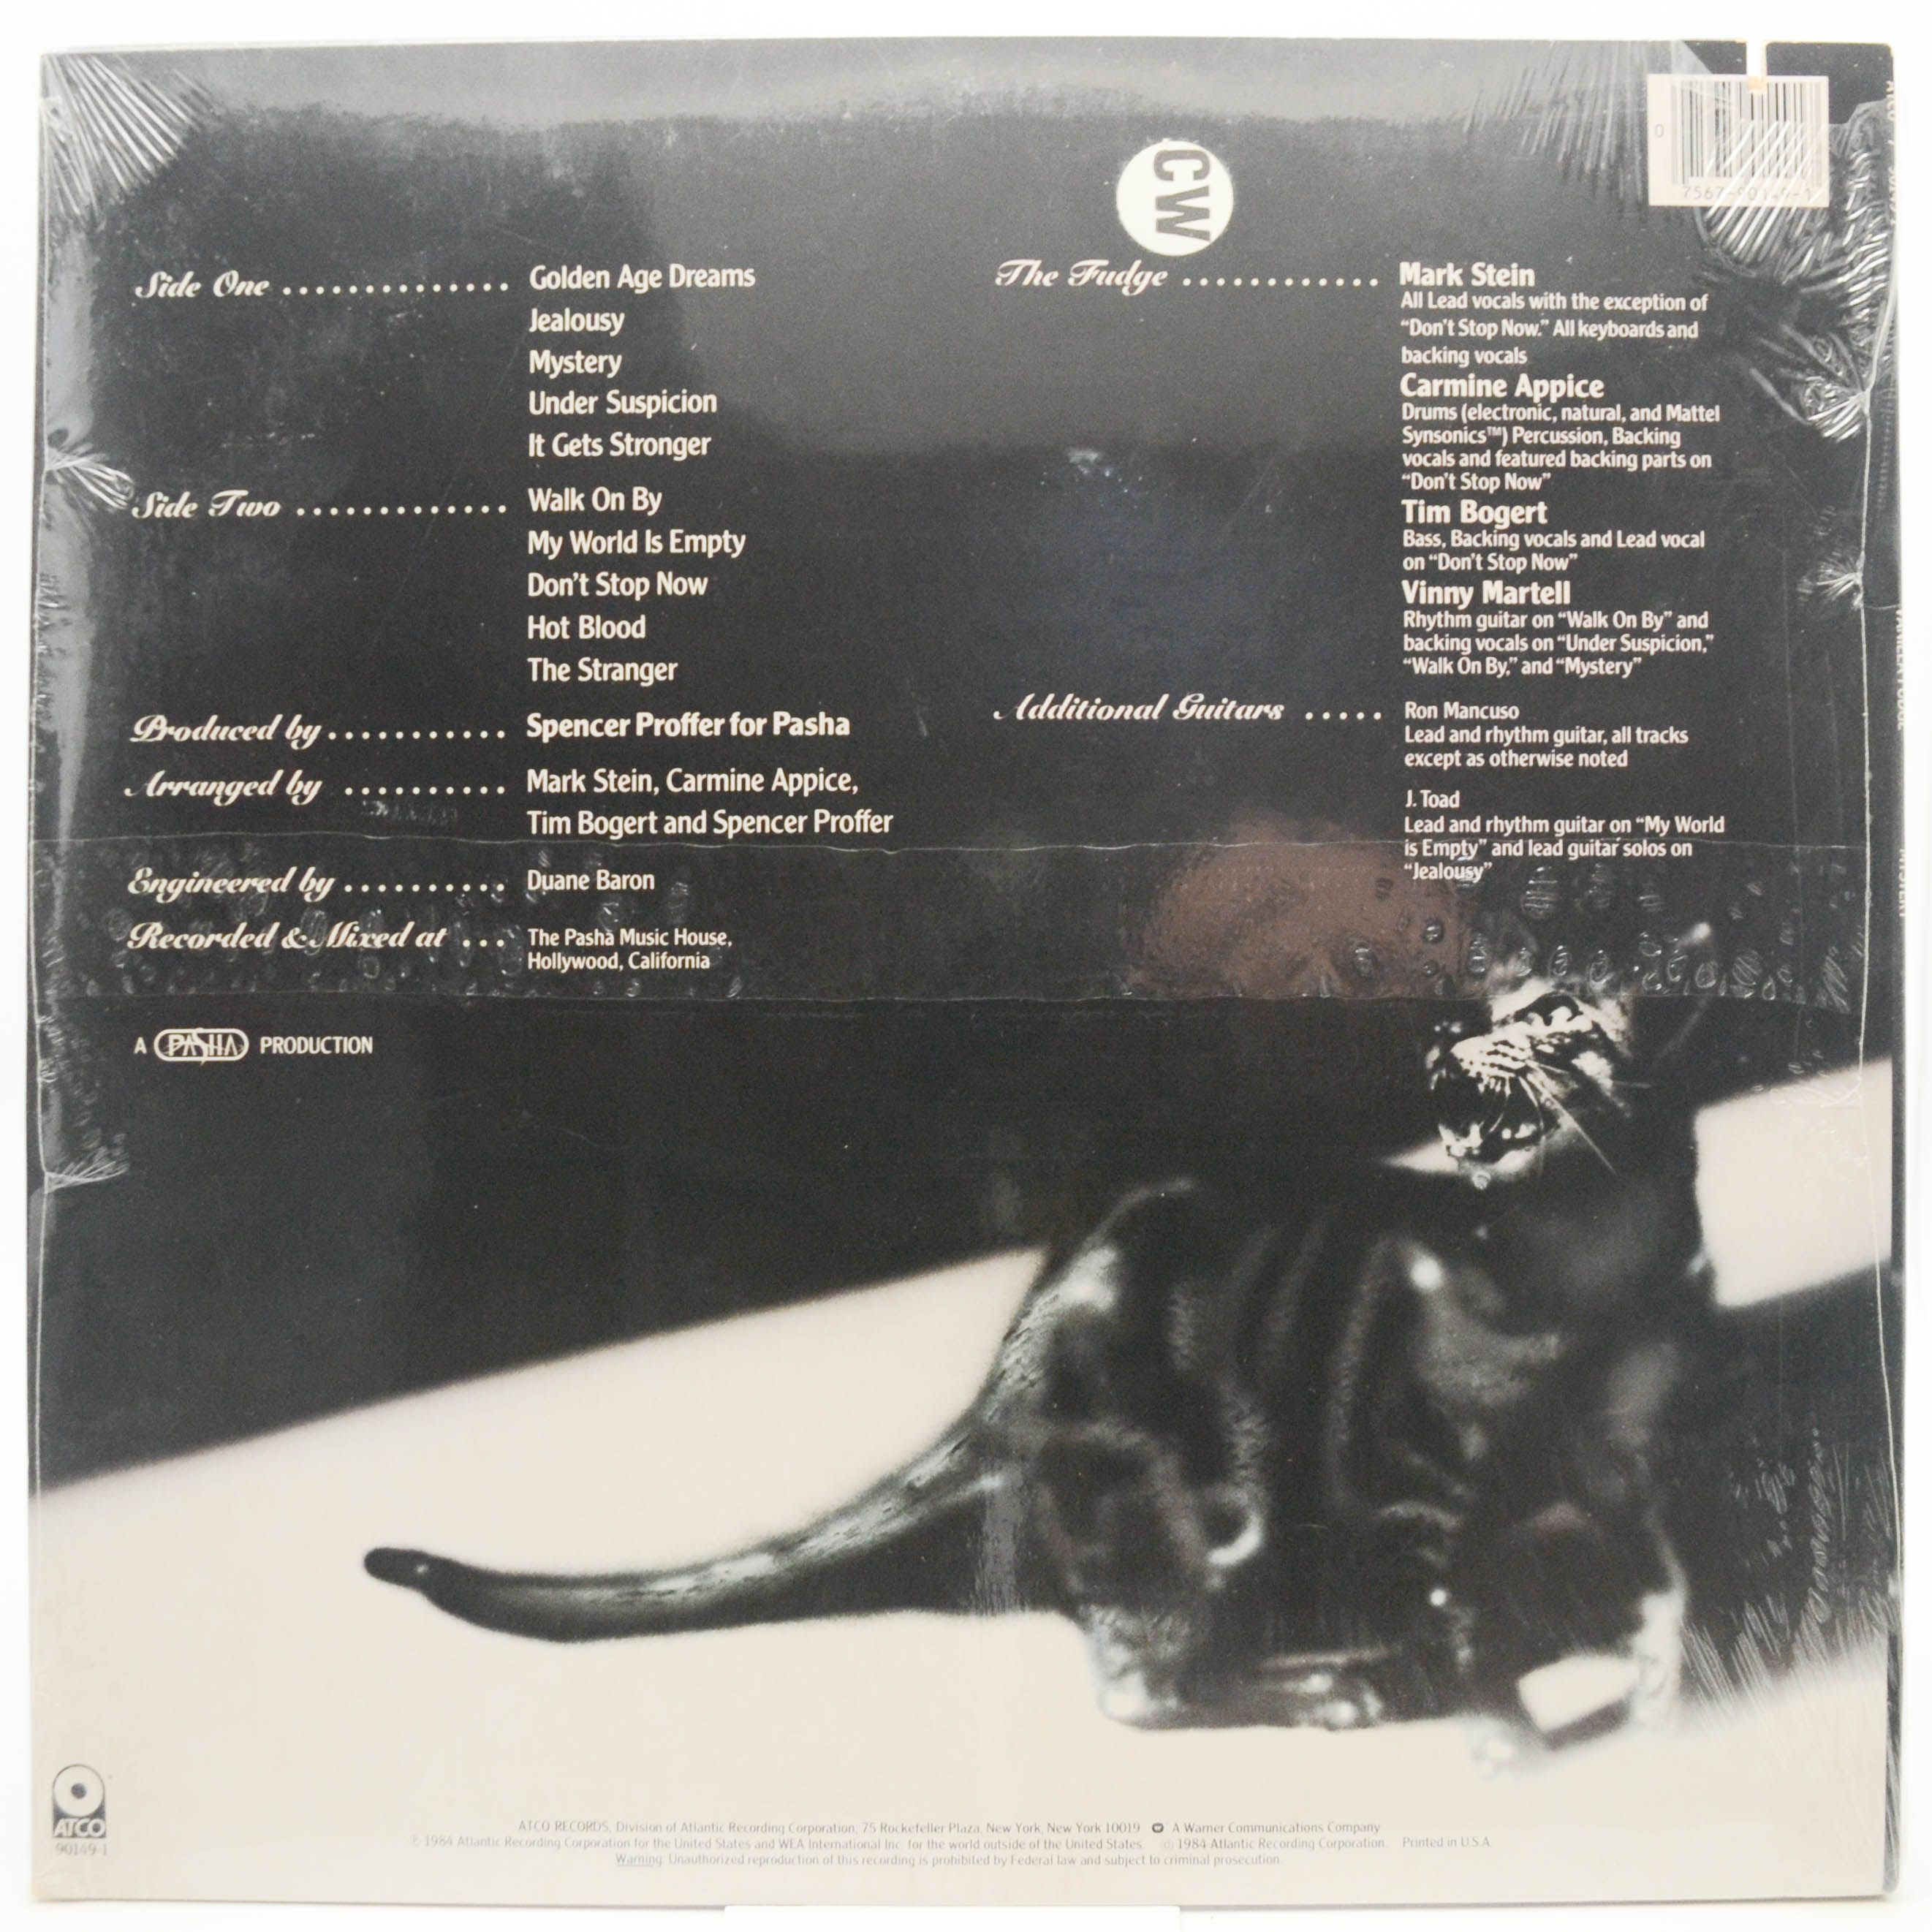 CW
Side One .............. Golden Age Dreams
Jealousy
Mystery
Under Suspicion
It Gets Stronger
Side Two ............. Walk On By
My World Is Empty
Don't Stop Now
Hot Blood
The Stranger
Produced by........... Spencer Proffer for Pasha
Arranged by .......... Mark Stein, Carmine Appice,
Tim Bogert and Spencer Proffer
Engineered by .......... Duane Baron
Recorded & Mixed at ... The Pasha Music House,
Hollywood, California
A PASHA PRODUCTION
The Fudge ............ Mark Stein
All Lead vocals with the exception of
“Don't Stop Now.” All keyboards and
backing vocals
Carmine Appice
Drums (electronic, natural, and Mattel
Synsonics™) Percussion, Backing
vocals and featured backing parts on
“Don't Stop Now”
Tim Bogert
Bass, Backing vocals and Lead vocal
on “Don't Stop Now”
Vinny Martell
Rhythm guitar on “Walk On By” and
backing vocals on “Under Suspicion,”
“Walk On By,” and “Mystery”
Additional Guitars ..... Ron Mancuso
Lead and rhythm guitar, all tracks
except as otherwise noted
J. Toad
Lead and rhythm guitar on “My World
is Empty” and lead guitar solos on
“Jealousy”
ATCO
90149-1
ATCO RECORDS, Division of Atlantic Recording Corporation, 75 Rockefeller Plaza, New York, New York 10019 A Warner Communications Company
℗ 1984 Atlantic Recording Corporation for the United States and WEA International Inc. for the world outside of the United States. © 1984 Atlantic Recording Corporation Printed in U.S.A.
Warning: Unauthorized reproduction of this recording is prohibited by Federal law and subject to criminal prosecution.